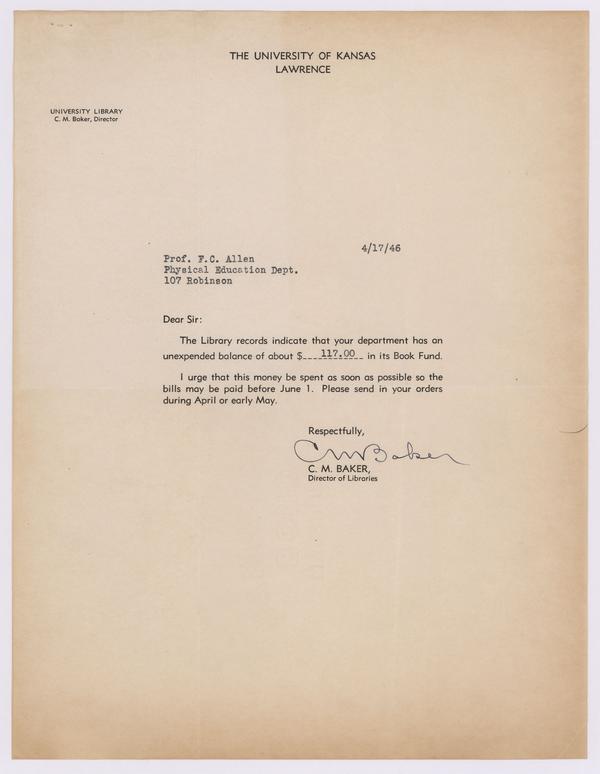 THE UNIVERSITY OF KANSAS
LAWRENCE
UNIVERSITY LIBRARY
C. M. Baker, Director
4/17/46
Prof. F.C. Allen
Physical Education Dept.
107 Robinson
Dear Sir:
The Library records indicate that your department has an
unexpended balance of about $ 117.00 in its Book Fund.
I urge that this money be spent as soon as possible so the
bills may be paid before June 1. Please send in your orders
during April or early May.
Respectfully,
C M Baker
C. M. BAKER,
Director of Libraries